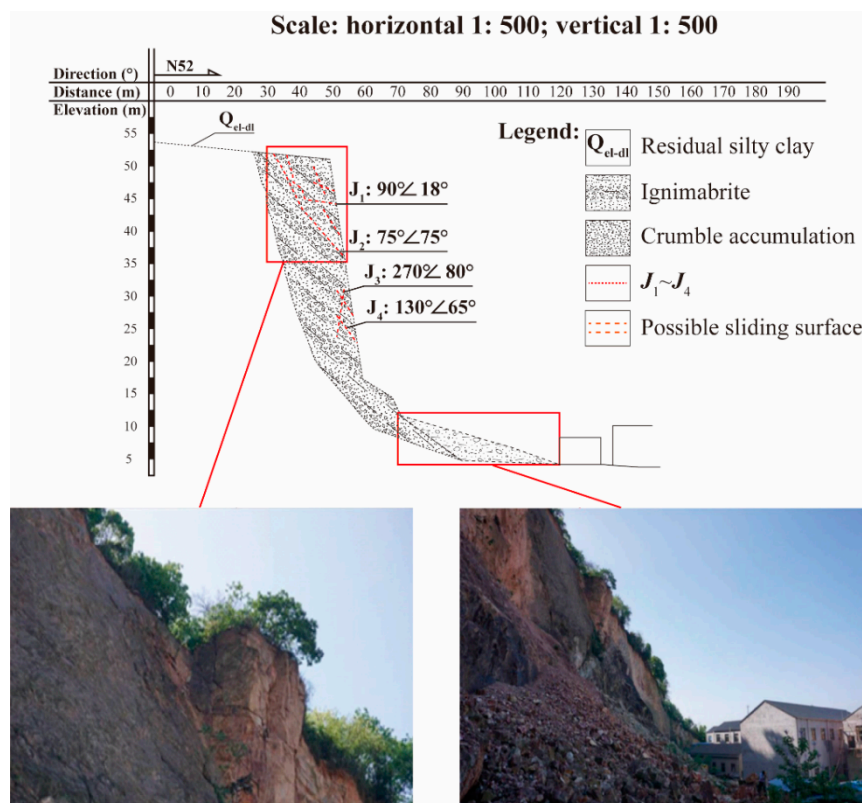 Scale: horizontal 1: 500; vertical 1: 500
Direction (°) N52
Distance (m) 0 10 20 30 40 50 60 70 80 90 100 110 120 130 140 150 160 170 180 190
Elevation (m)
55
50
45
40
35
30
25
20
15
10
5
Qel-dl
J1: 90°∠ 18°
J2: 75°∠75°
J3: 270°∠ 80°
J4: 130°∠65°
Legend:
Qel-dl Residual silty clay
Ignimabrite
Crumble accumulation
J1~J4
Possible sliding surface